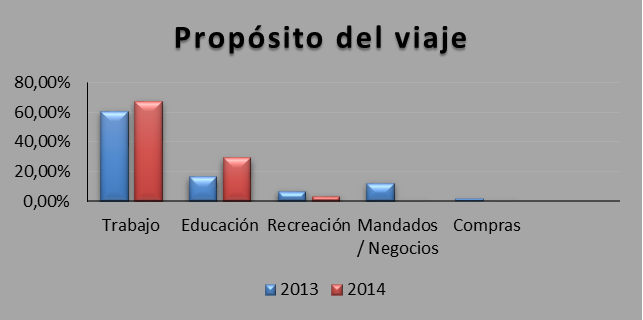 Propósito del viaje
80,00%
60,00%
40,00%
20,00%
0,00%
Trabajo Educación Recreación Mandados Compras
/ Negocios
2013 2014